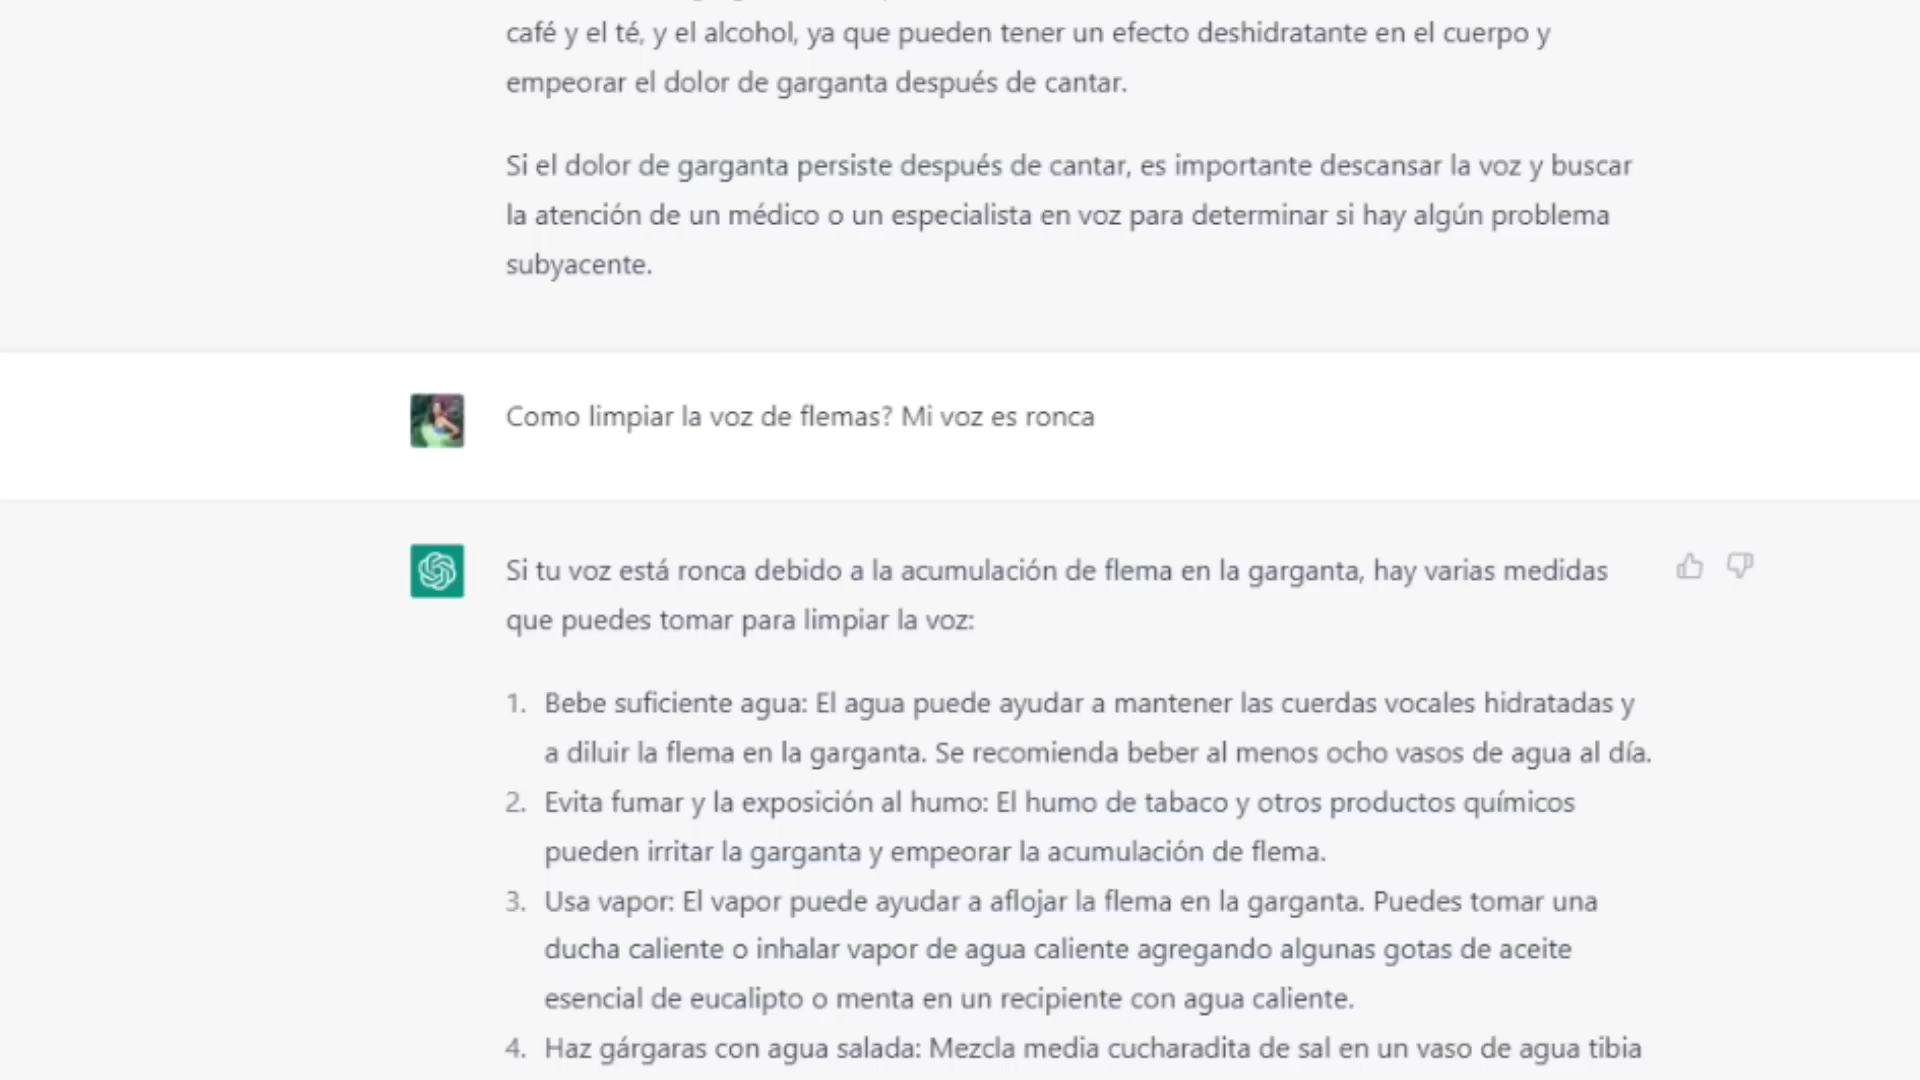 café y el té, y el alcohol, ya que pueden tener un efecto deshidratante en el cuerpo y
empeorar el dolor de garganta después de cantar.
Si el dolor de garganta persiste después de cantar, es importante descansar la voz y buscar
la atención de un médico o un especialista en voz para determinar si hay algún problema
subyacente.
Como limpiar la voz de flemas? Mi voz es ronca
Si tu voz está ronca debido a la acumulación de flema en la garganta, hay varias medidas
que puedes tomar para limpiar la voz:
1. Bebe suficiente agua: El agua puede ayudar a mantener las cuerdas vocales hidratadas y
a diluir la flema en la garganta. Se recomienda beber al menos ocho vasos de agua al día.
2. Evita fumar y la exposición al humo: El humo de tabaco y otros productos químicos
pueden irritar la garganta y empeorar la acumulación de flema.
3. Usa vapor: El vapor puede ayudar a aflojar la flema en la garganta. Puedes tomar una
ducha caliente o inhalar vapor de agua caliente agregando algunas gotas de aceite
esencial de eucalipto o menta en un recipiente con agua caliente.
4. Haz gárgaras con agua salada: Mezcla media cucharadita de sal en un vaso de agua tibia